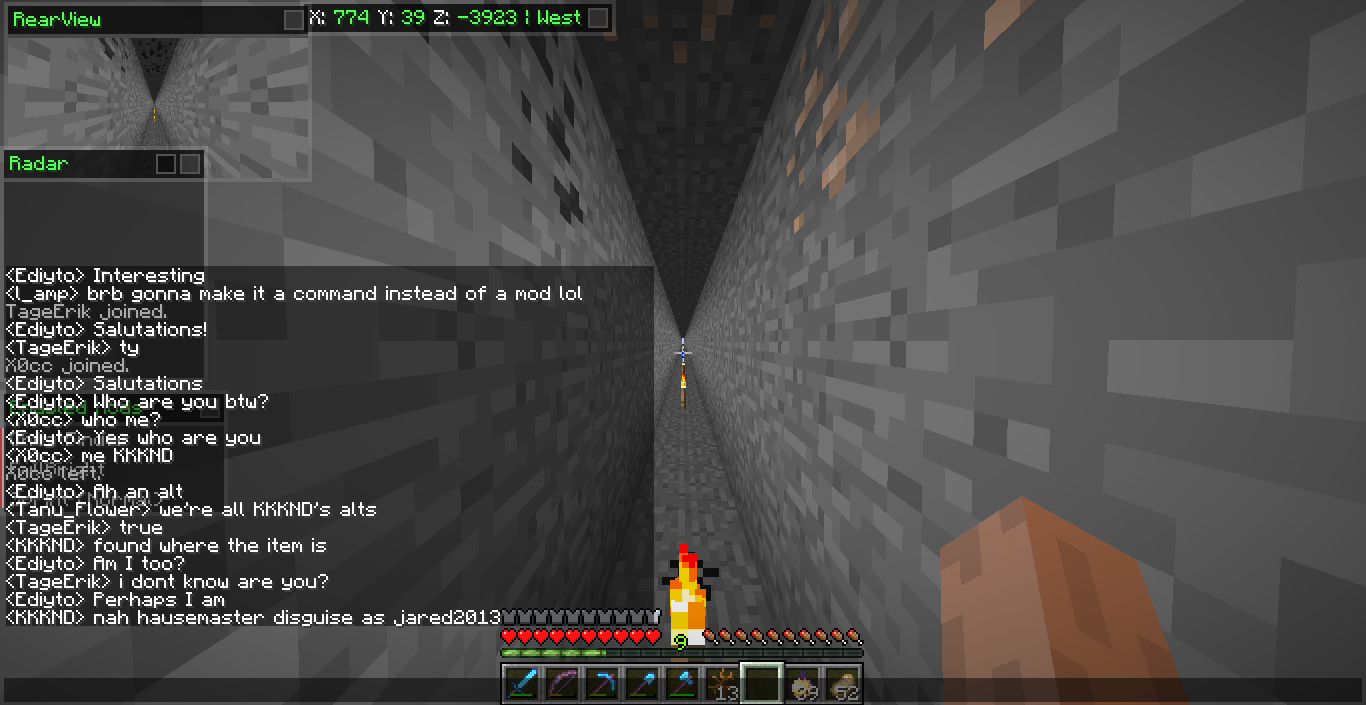 RearView
X: 774 Y: 39 Z: -3923 | West
Radar
<Ediyto> Interesting
<l_amp> brb gonna make it a command instead of a mod lol
TageErik joined.
<Ediyto> Salutations!
<TageErik> ty
X0cc joined.
<Ediyto> Salutations
<Ediyto> Who are you btw?
<X0cc> who me?
<Ediyto> Yes who are you
<X0cc> me KKKND
X0cc left.
<Ediyto> Ah an alt
<Tanu_Flower> we're all KKKND's alts
<TageErik> true
<KKKND> found where the item is
<Ediyto> Am I too?
<TageErik> i dont know are you?
<Ediyto> Perhaps I am
<KKKND> nah hausemaster disguise as jared2013
9
13
39
52